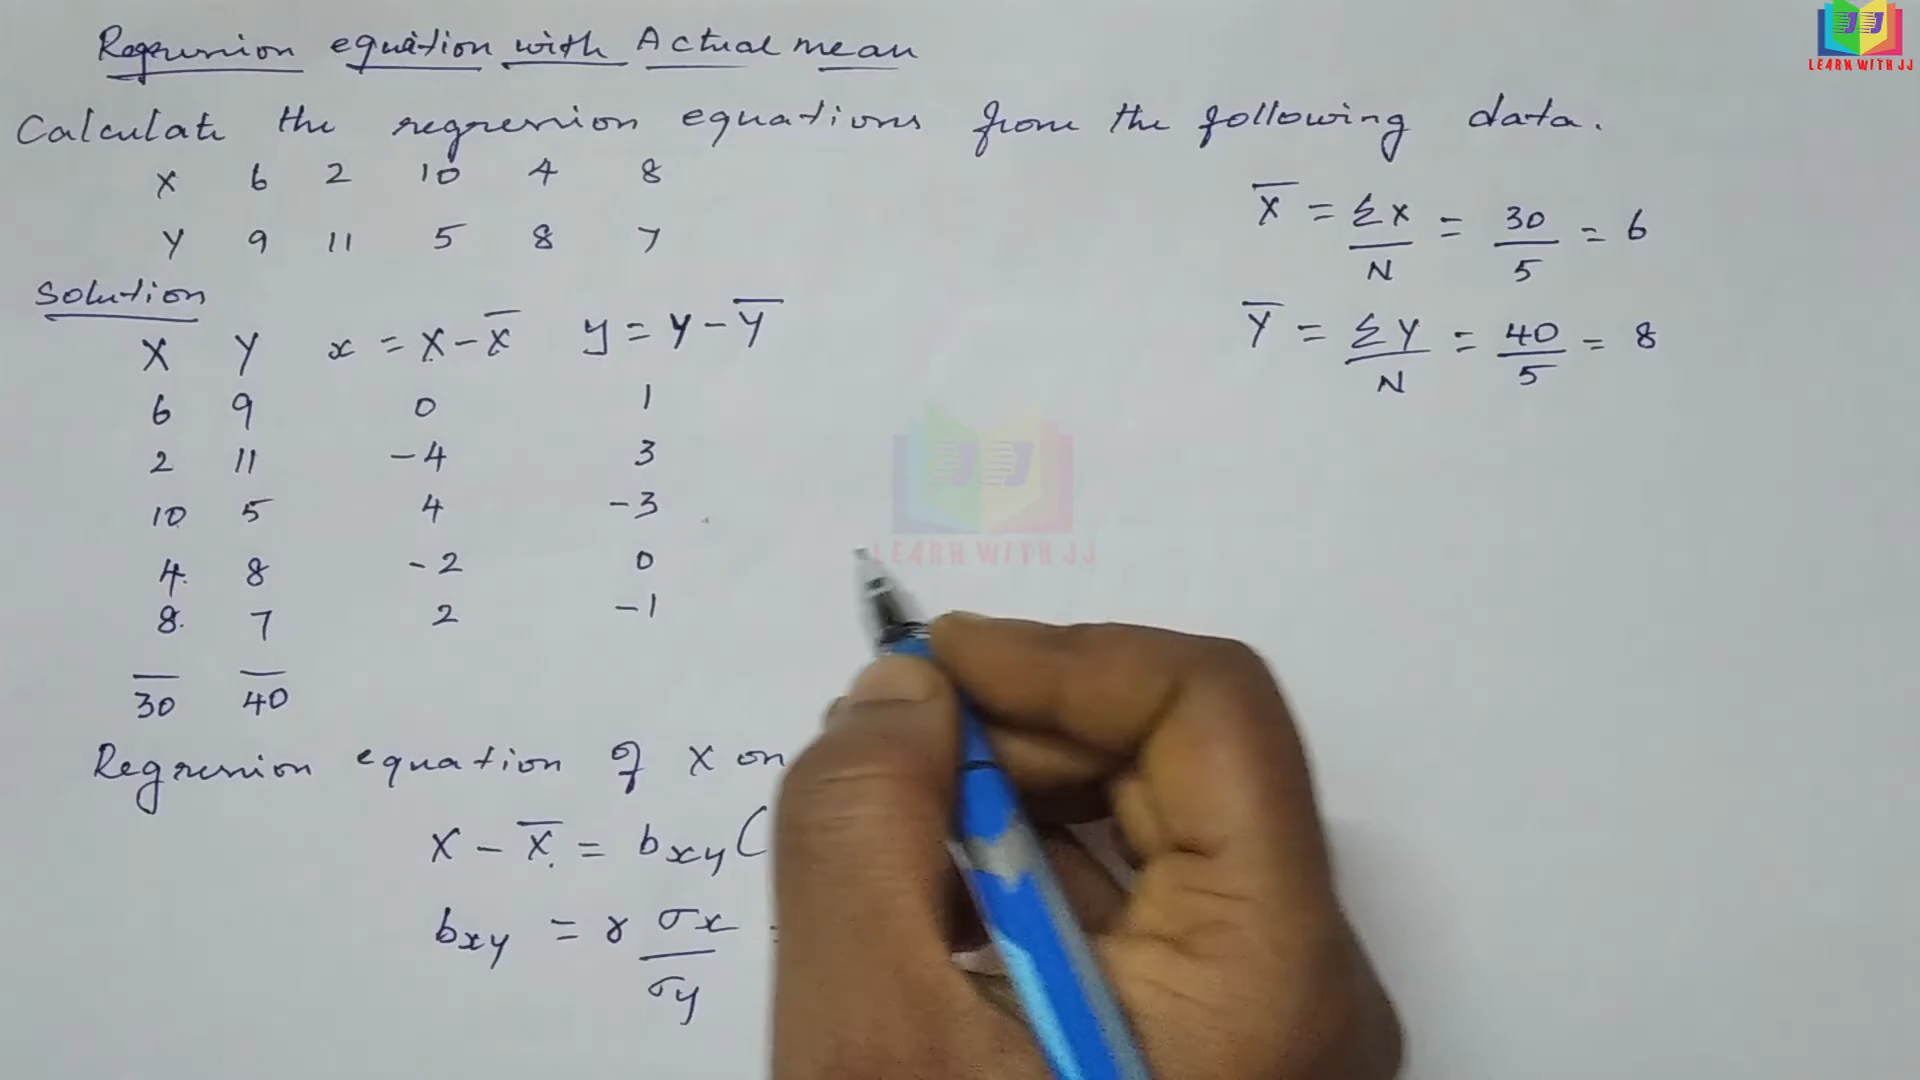 Regression equation with Actual mean
LEARN WITH JJ
Calculate the regression equations from the following data.
X 6 2 10 4 8
Y 9 11 5 8 7
X̄ = ΣX/N = 30/5 = 6
Ȳ = ΣY/N = 40/5 = 8
Solution
X Y x = X - X̄ y = Y - Ȳ
6 9 0 1
2 11 -4 3
10 5 4 -3
4 8 -2 0
8 7 2 -1
30 40
LEARN WITH JJ
Regression equation of X on
X - X̄ = bxy (
bxy = r σx/σy =